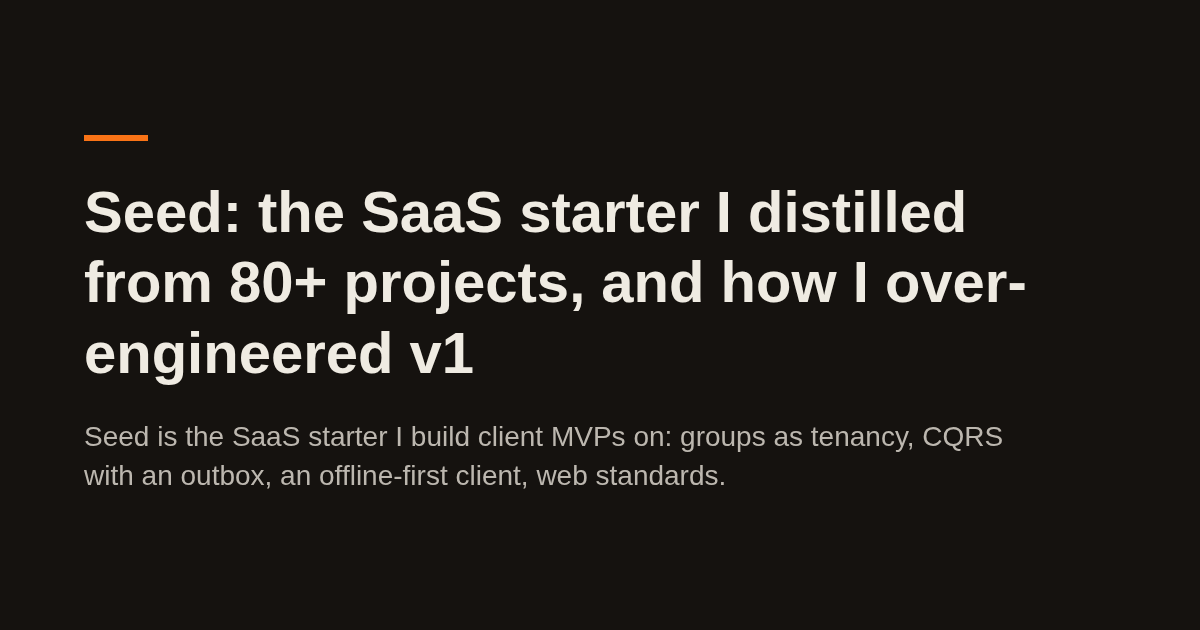 Seed: the SaaS starter I distilled
from 80+ projects, and how I over-
engineered v1
Seed is the SaaS starter I build client MVPs on: groups as tenancy, CQRS
with an outbox, an offline-first client, web standards.